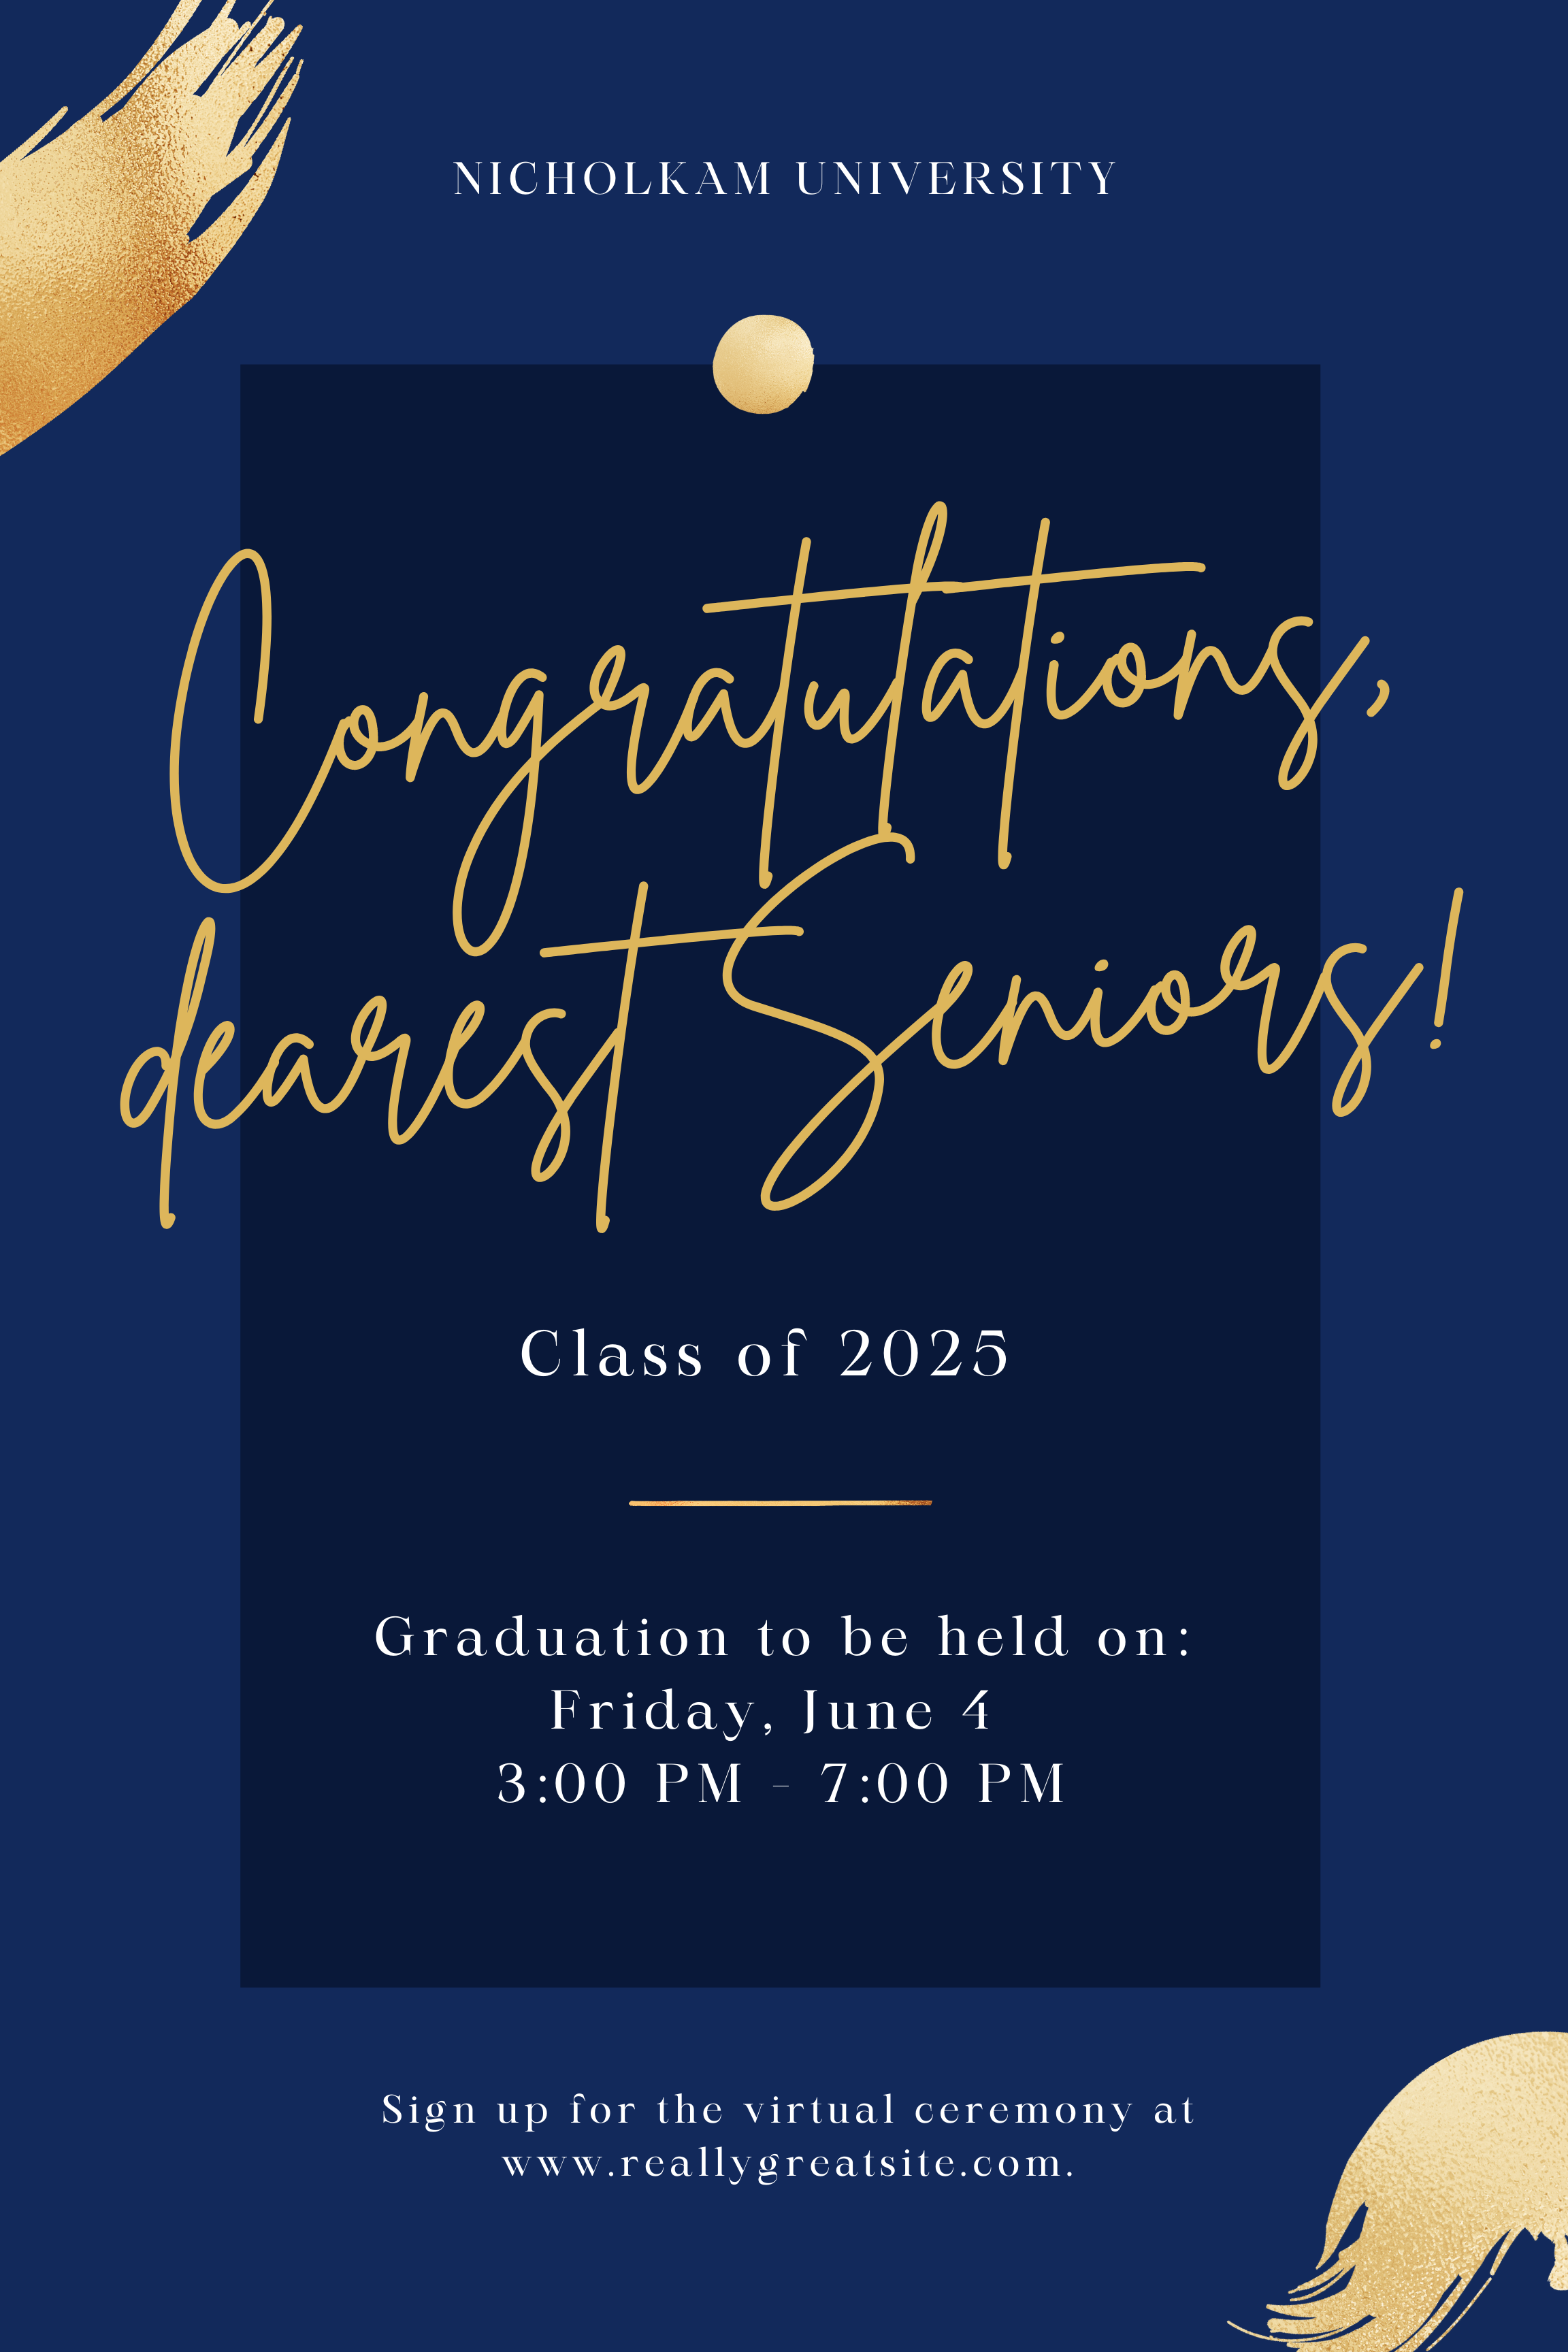 NICHOLKAM UNIVERSITY
Congratulations,
dearest Seniors!
Class of 2025
Graduation to be held on:
Friday, June 4
3:00 PM - 7:00 PM
Sign up for the virtual ceremony at
www.reallygreatsite.com.